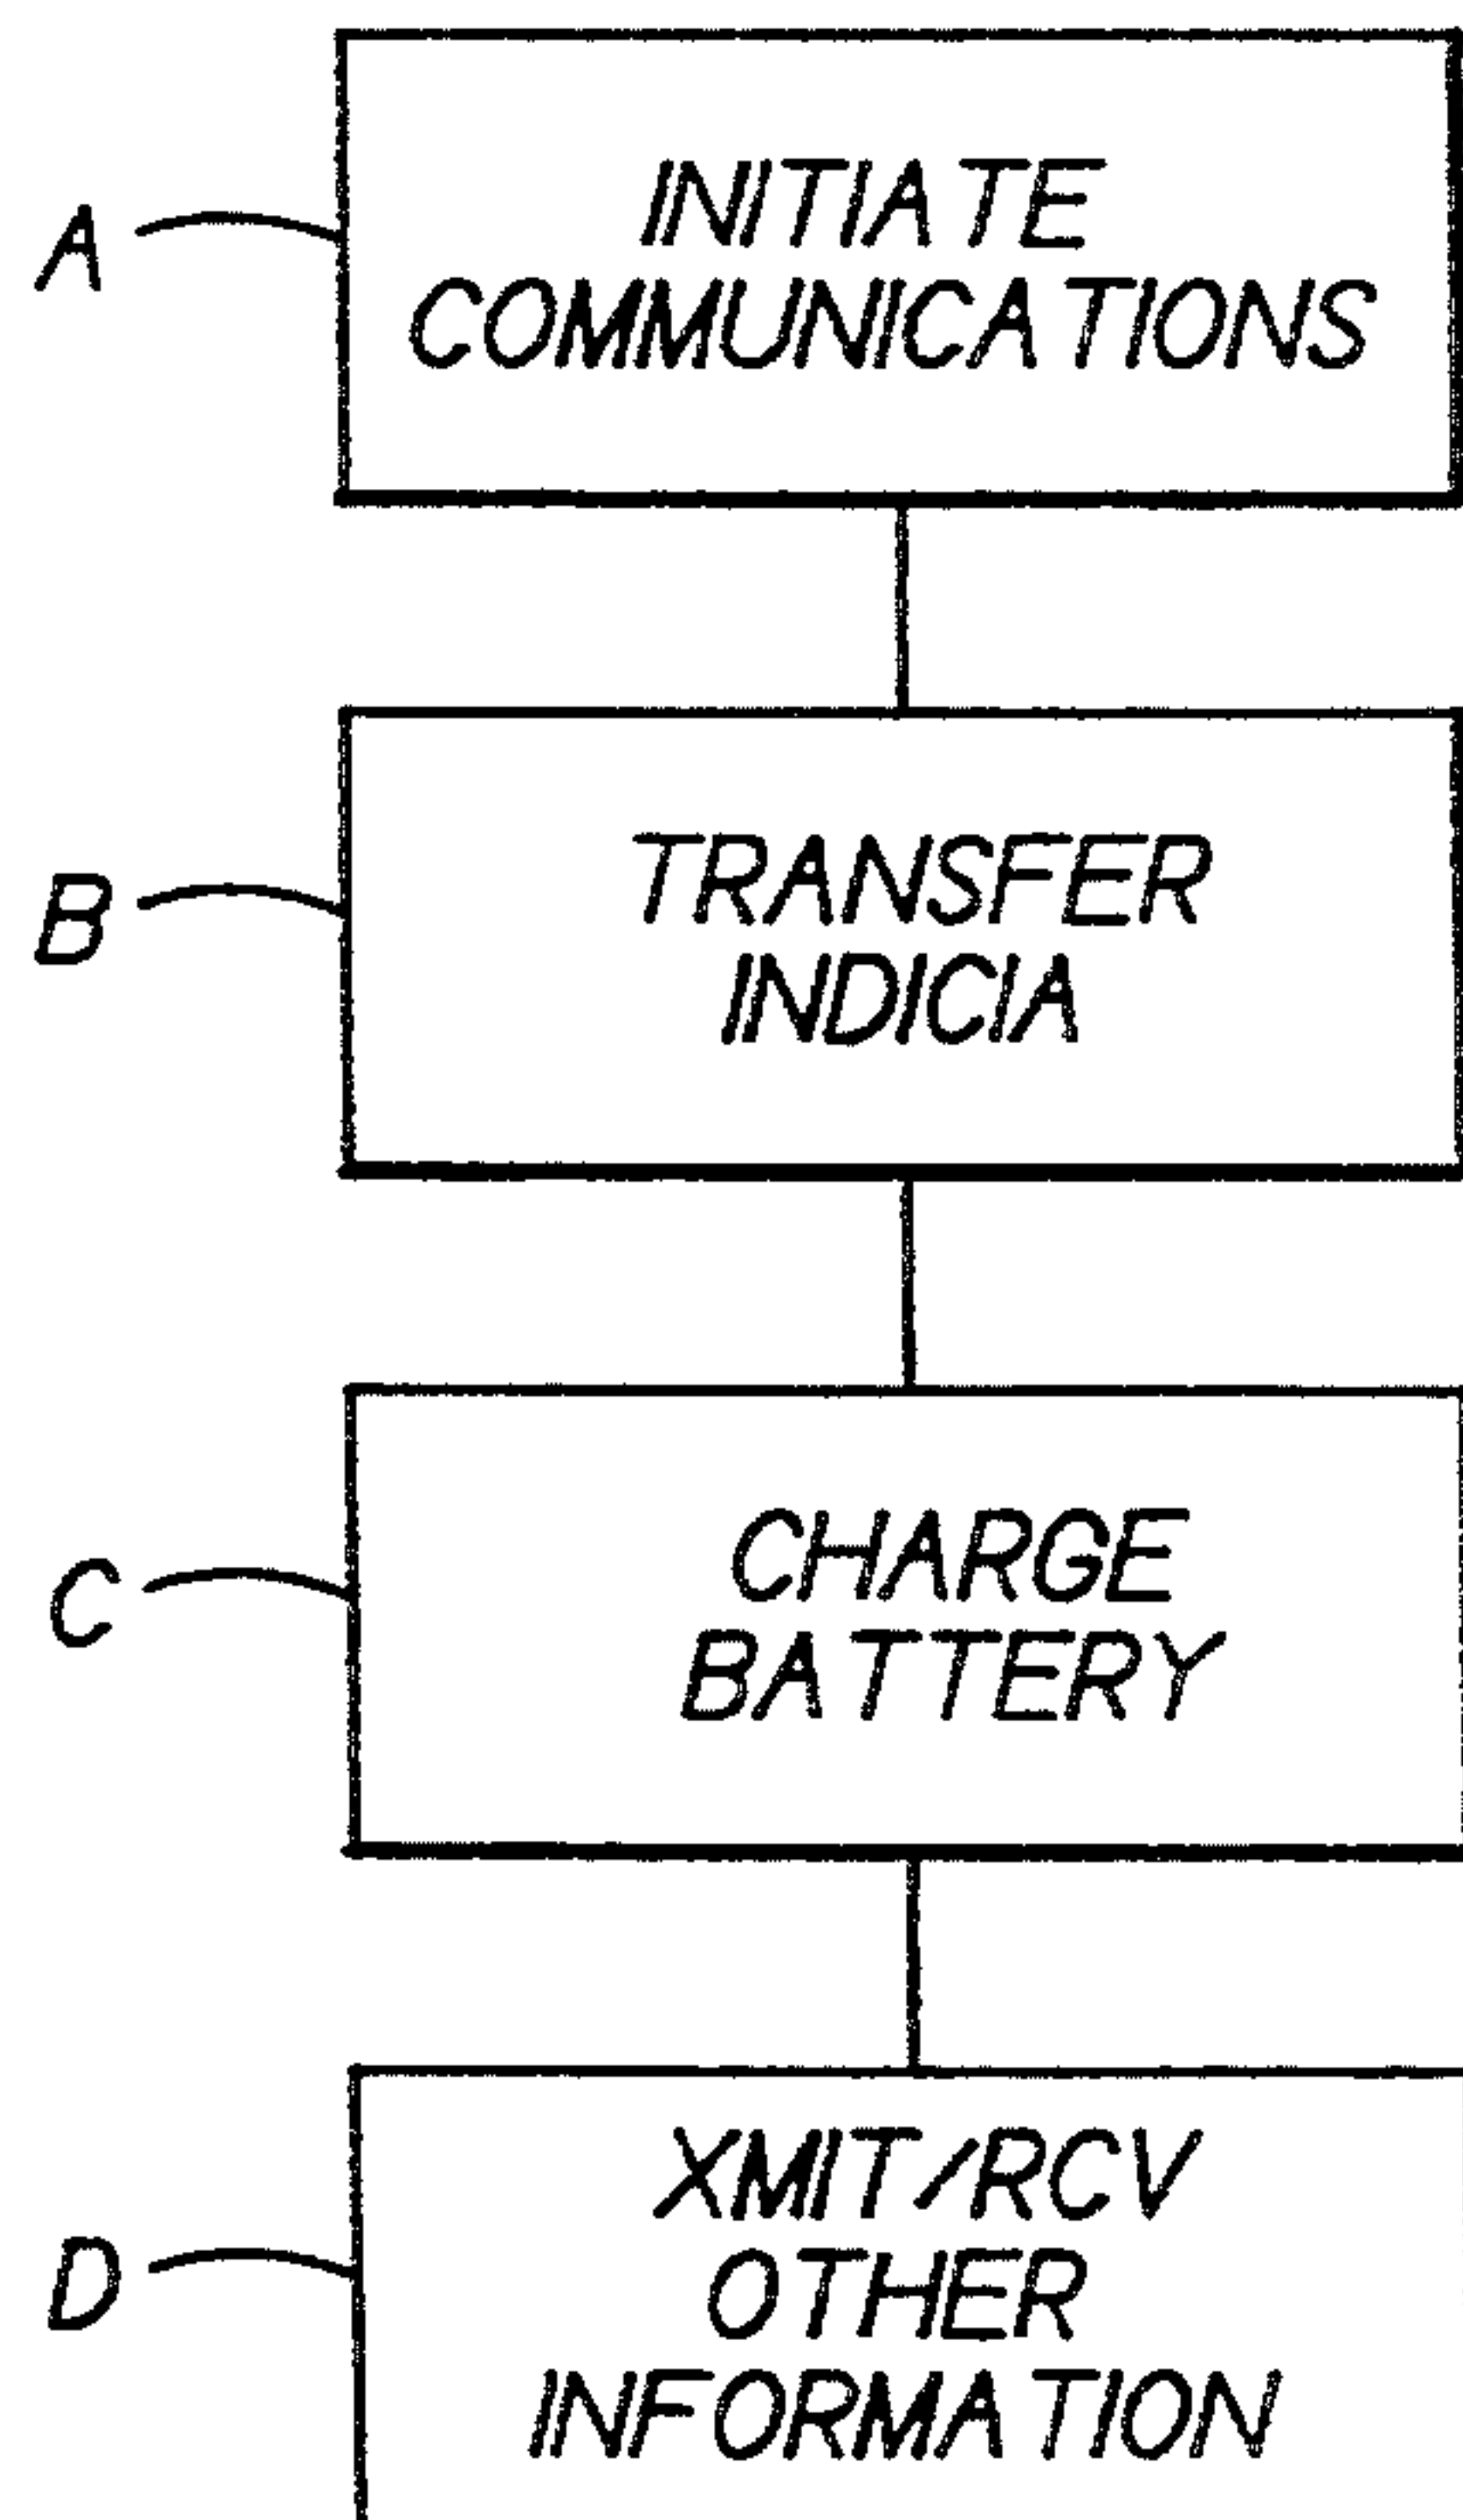 A
INITIATE
COMMUNICATIONS
B
TRANSFER
INDICIA
C
CHARGE
BATTERY
D
XMIT/RCV
OTHER
INFORMATION